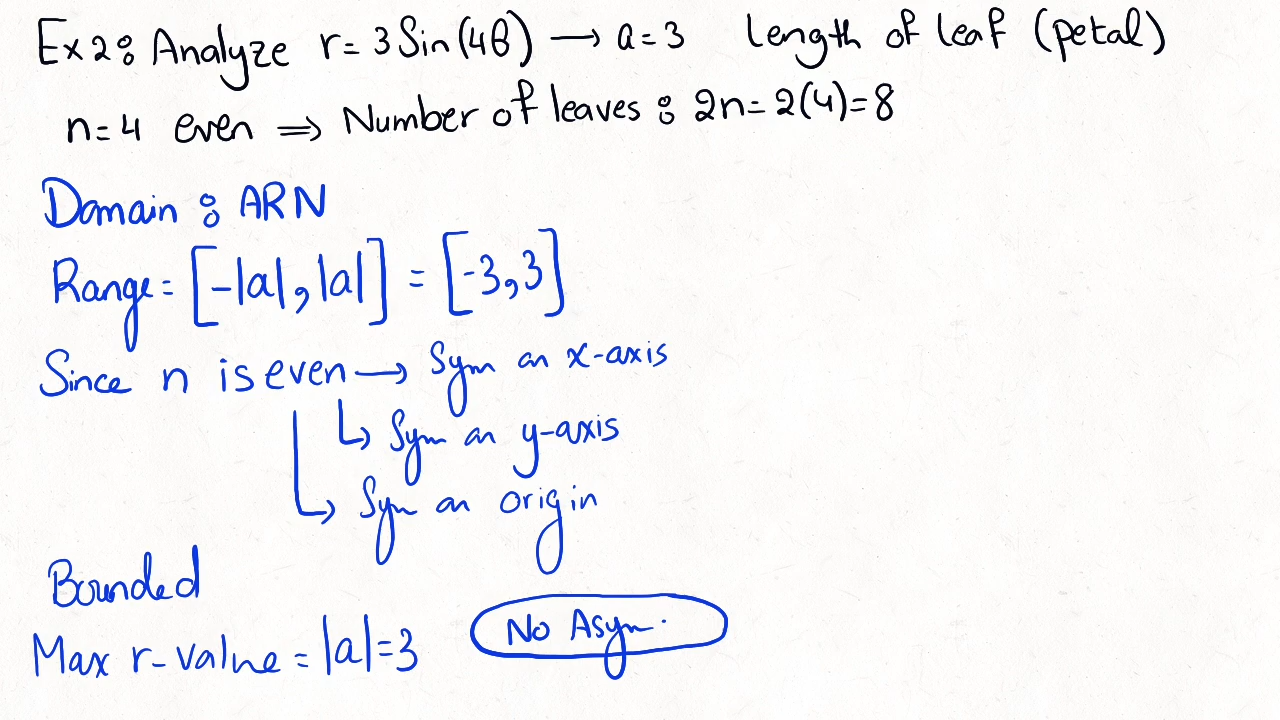 Ex2: Analyze r = 3 Sin(4θ) → a = 3 Length of leaf (petal)
n = 4 even ⇒ Number of leaves : 2n = 2(4) = 8
Domain : ARN
Range = [-|a|, |a|] = [-3, 3]
Since n is even → Sym on x-axis
↳ Sym on y-axis
↳ Sym on origin
Bounded
Max r-value = |a| = 3 No Asym.